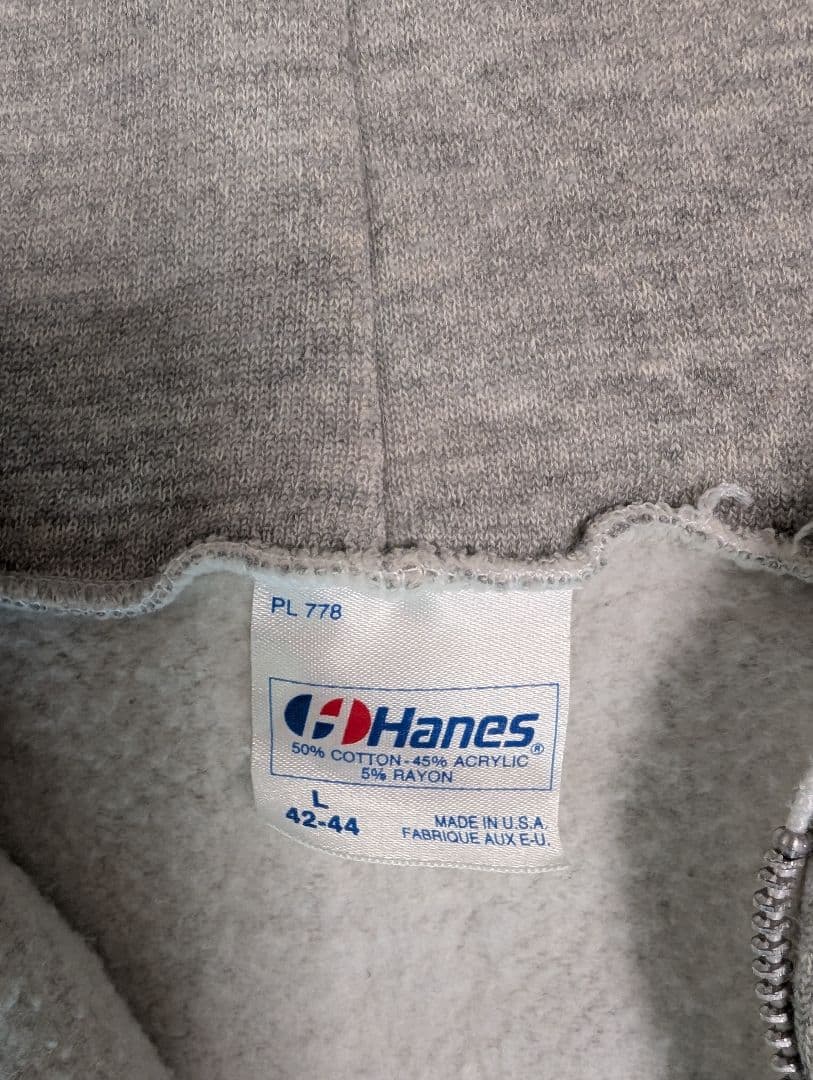 PL 778
Hanes®
50% COTTON - 45% ACRYLIC
5% RAYON
L
42-44
MADE IN U.S.A.
FABRIQUE AUX E-U.